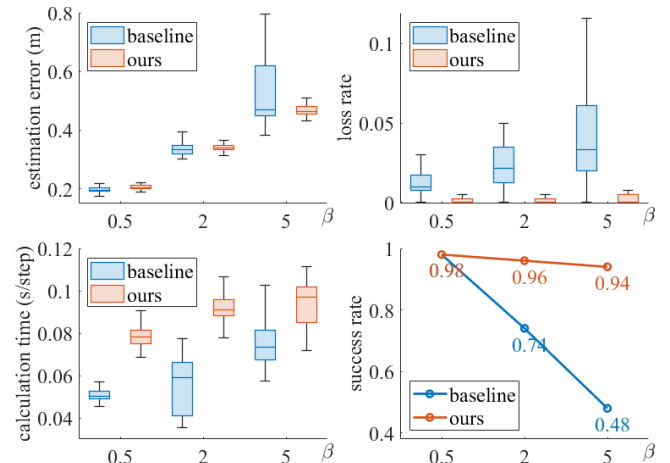 estimation error (m)
0.8
0.6
0.4
0.2
baseline
ours
0.5
2
5
β
loss rate
0.1
0.05
0
baseline
ours
0.5
2
5
β
calculation time (s/step)
0.12
0.1
0.08
0.06
0.04
baseline
ours
0.5
2
5
β
success rate
1
0.8
0.6
0.4
0.98
0.96
0.94
0.74
0.48
baseline
ours
0.5
2
5
β